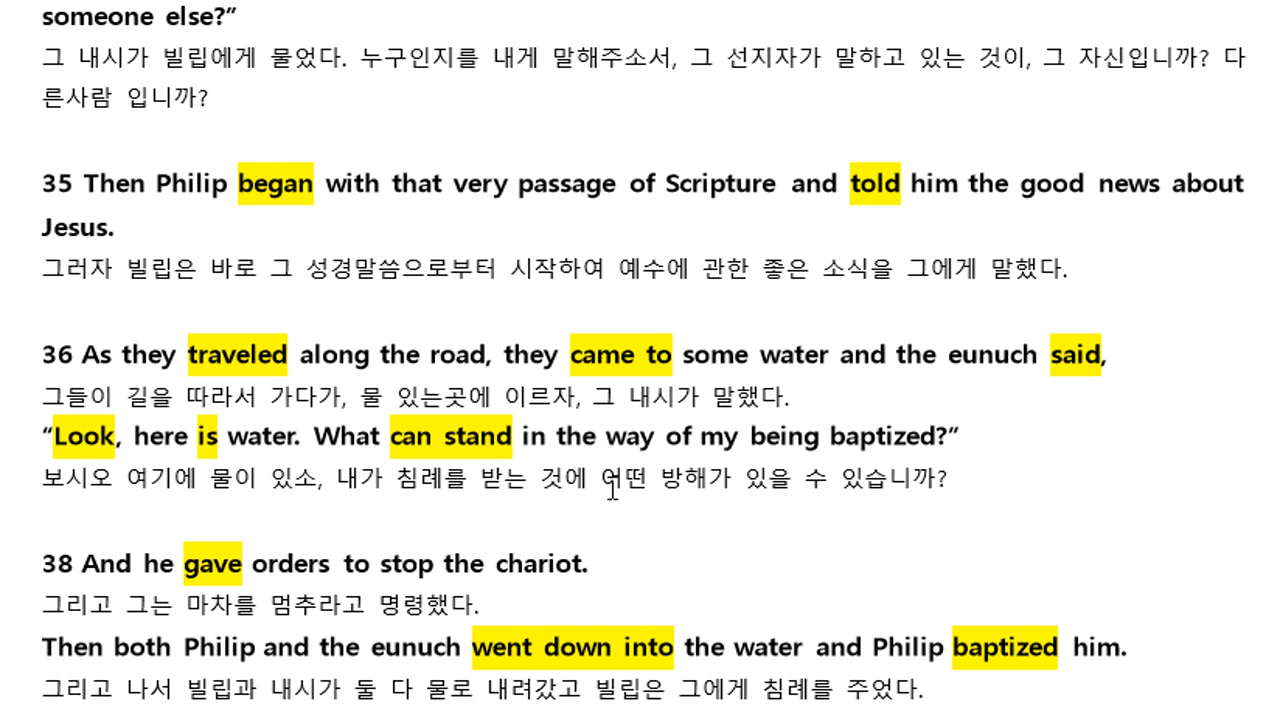 someone else?”
그 내시가 빌립에게 물었다. 누구인지를 내게 말해주소서, 그 선지자가 말하고 있는 것이, 그 자신입니까? 다
른사람 입니까?
35 Then Philip began with that very passage of Scripture and told him the good news about
Jesus.
그러자 빌립은 바로 그 성경말씀으로부터 시작하여 예수에 관한 좋은 소식을 그에게 말했다.
36 As they traveled along the road, they came to some water and the eunuch said,
그들이 길을 따라서 가다가, 물 있는곳에 이르자, 그 내시가 말했다.
“Look, here is water. What can stand in the way of my being baptized?”
보시오 여기에 물이 있소, 내가 침례를 받는 것에 어떤 방해가 있을 수 있습니까?
38 And he gave orders to stop the chariot.
그리고 그는 마차를 멈추라고 명령했다.
Then both Philip and the eunuch went down into the water and Philip baptized him.
그리고 나서 빌립과 내시가 둘 다 물로 내려갔고 빌립은 그에게 침례를 주었다.